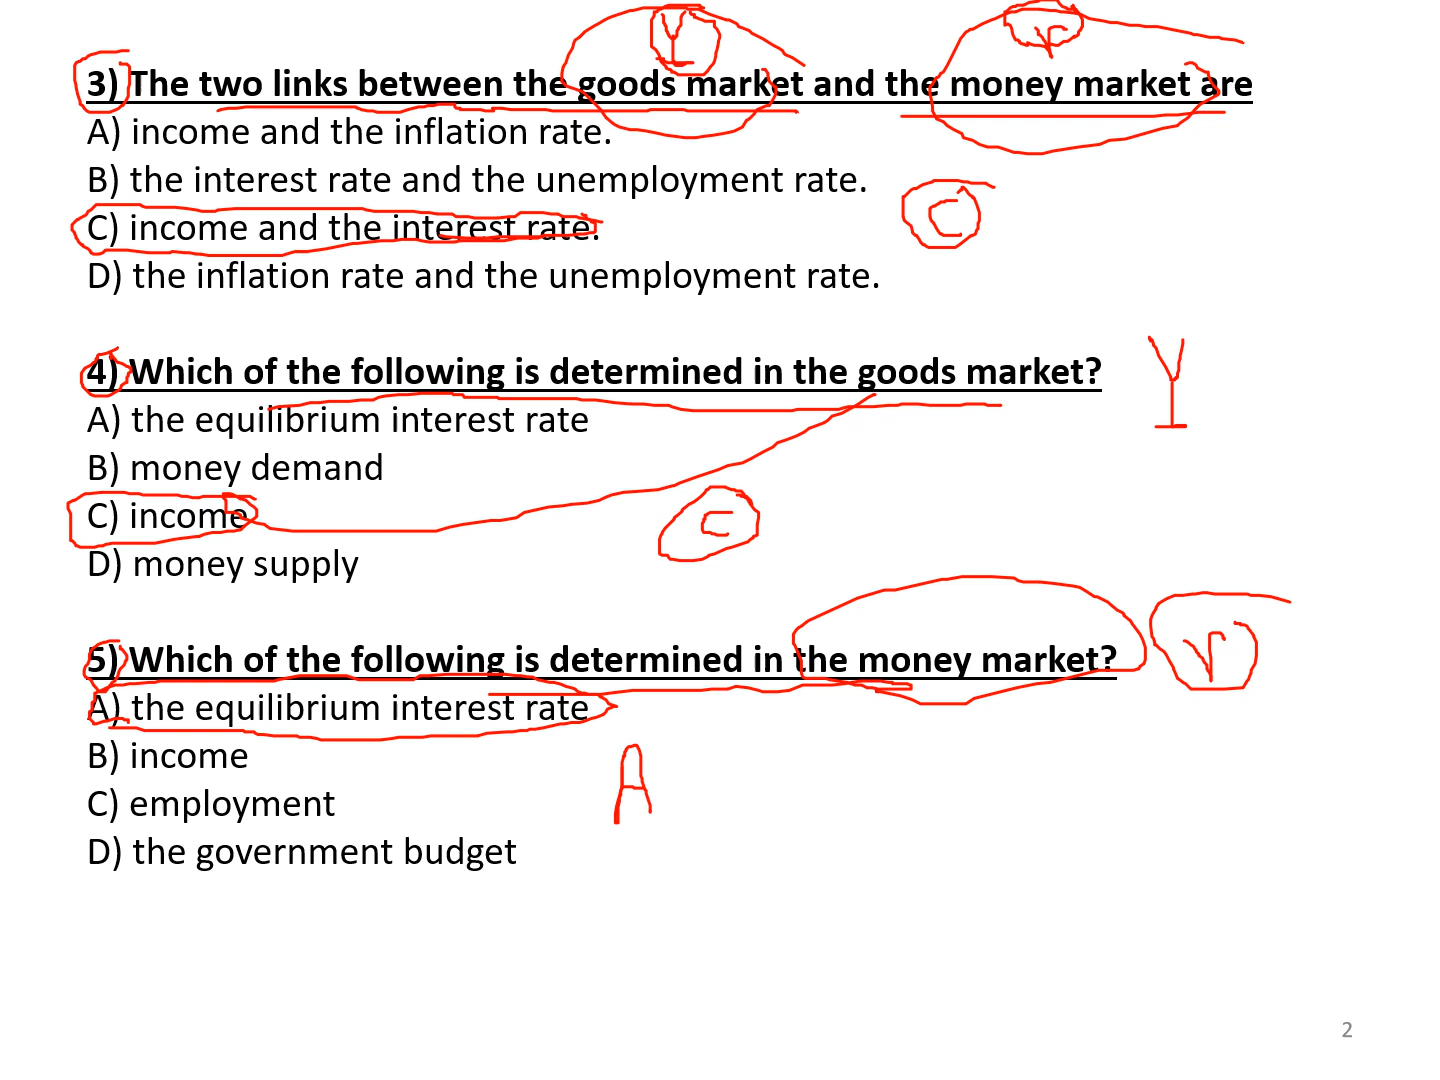 Y r
3) The two links between the goods market and the money market are
A) income and the inflation rate.
B) the interest rate and the unemployment rate.
C) income and the interest rate. C
D) the inflation rate and the unemployment rate.
4) Which of the following is determined in the goods market? Y
A) the equilibrium interest rate
B) money demand
C) income C
D) money supply
5) Which of the following is determined in the money market? r
A) the equilibrium interest rate
B) income A
C) employment
D) the government budget
2